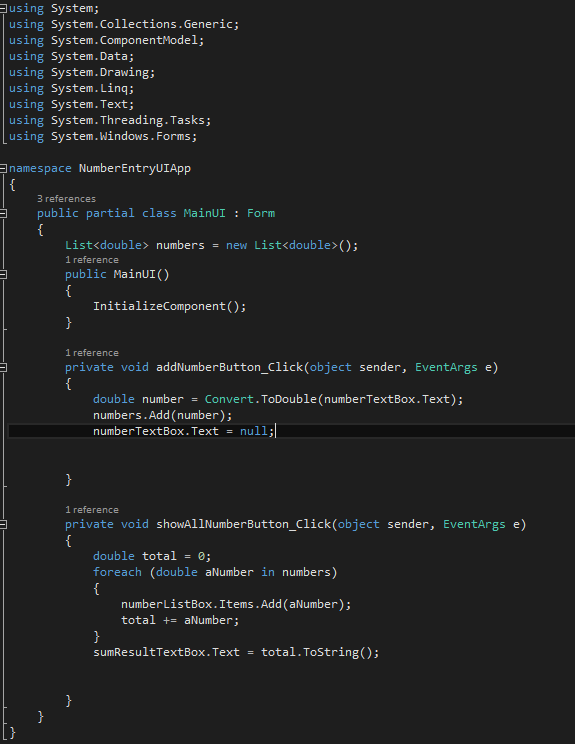 using System;
using System.Collections.Generic;
using System.ComponentModel;
using System.Data;
using System.Drawing;
using System.Linq;
using System.Text;
using System.Threading.Tasks;
using System.Windows.Forms;
namespace NumberEntryUIApp
{
3 references
public partial class MainUI : Form
{
List<double> numbers = new List<double>();
1 reference
public MainUI()
{
InitializeComponent();
}
1 reference
private void addNumberButton_Click(object sender, EventArgs e)
{
double number = Convert.ToDouble(numberTextBox.Text);
numbers.Add(number);
numberTextBox.Text = null;
}
1 reference
private void showAllNumberButton_Click(object sender, EventArgs e)
{
double total = 0;
foreach (double aNumber in numbers)
{
numberListBox.Items.Add(aNumber);
total += aNumber;
}
sumResultTextBox.Text = total.ToString();
}
}
}